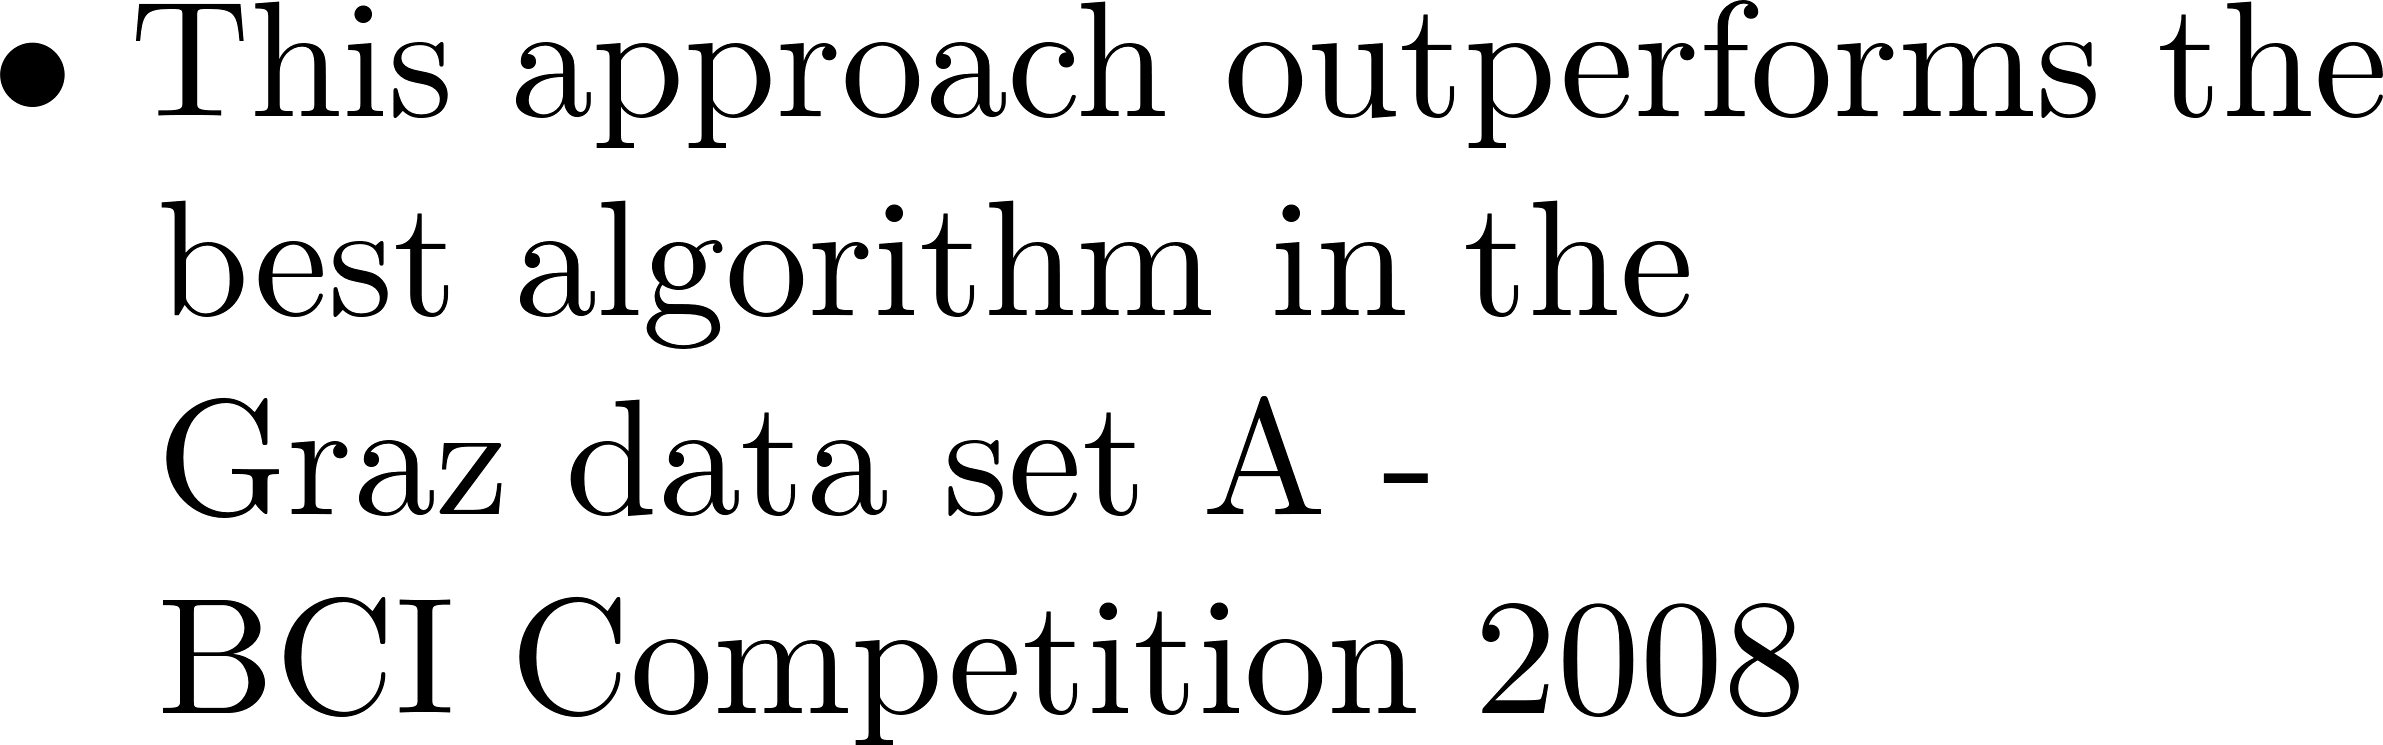 • This approach outperforms the
best algorithm in the
Graz data set A -
BCI Competition 2008